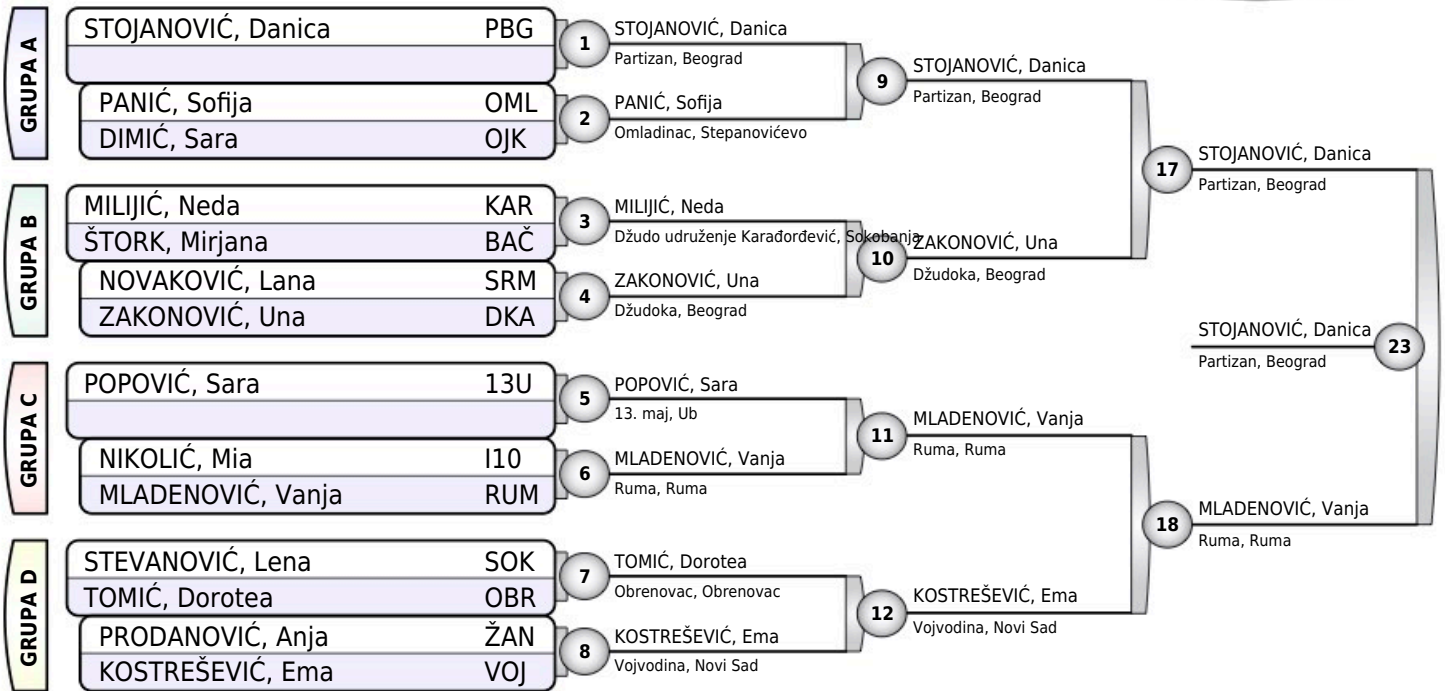 GRUPA A
STOJANOVIĆ, Danica PBG
PANIĆ, Sofija OML
DIMIĆ, Sara OJK
GRUPA B
MILIJIĆ, Neda KAR
ŠTORK, Mirjana BAČ
NOVAKOVIĆ, Lana SRM
ZAKONOVIĆ, Una DKA
GRUPA C
POPOVIĆ, Sara 13U
NIKOLIĆ, Mia I10
MLADENOVIĆ, Vanja RUM
GRUPA D
STEVANOVIĆ, Lena SOK
TOMIĆ, Dorotea OBR
PRODANOVIĆ, Anja ŽAN
KOSTREŠEVIĆ, Ema VOJ
1
STOJANOVIĆ, Danica
Partizan, Beograd
2
PANIĆ, Sofija
Omladinac, Stepanovićevo
3
MILIJIĆ, Neda
Džudo udruženje Karađorđević, Sokobanja
4
ZAKONOVIĆ, Una
Džudoka, Beograd
5
POPOVIĆ, Sara
13. maj, Ub
6
MLADENOVIĆ, Vanja
Ruma, Ruma
7
TOMIĆ, Dorotea
Obrenovac, Obrenovac
8
KOSTREŠEVIĆ, Ema
Vojvodina, Novi Sad
9
STOJANOVIĆ, Danica
Partizan, Beograd
10
ZAKONOVIĆ, Una
Džudoka, Beograd
11
MLADENOVIĆ, Vanja
Ruma, Ruma
12
KOSTREŠEVIĆ, Ema
Vojvodina, Novi Sad
17
STOJANOVIĆ, Danica
Partizan, Beograd
18
MLADENOVIĆ, Vanja
Ruma, Ruma
STOJANOVIĆ, Danica
Partizan, Beograd
23